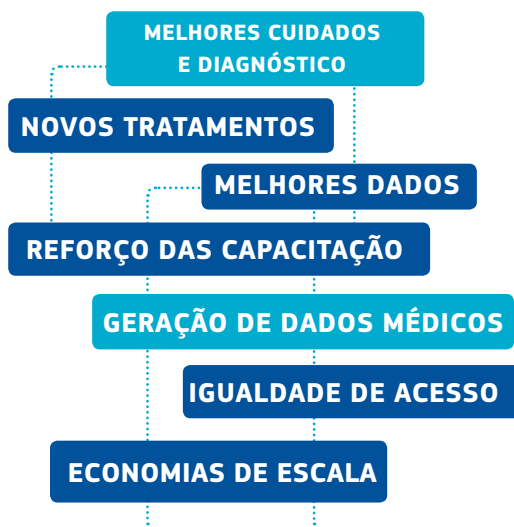 MELHORES CUIDADOS
E DIAGNÓSTICO
NOVOS TRATAMENTOS
MELHORES DADOS
REFORÇO DAS CAPACITAÇÃO
GERAÇÃO DE DADOS MÉDICOS
IGUALDADE DE ACESSO
ECONOMIAS DE ESCALA